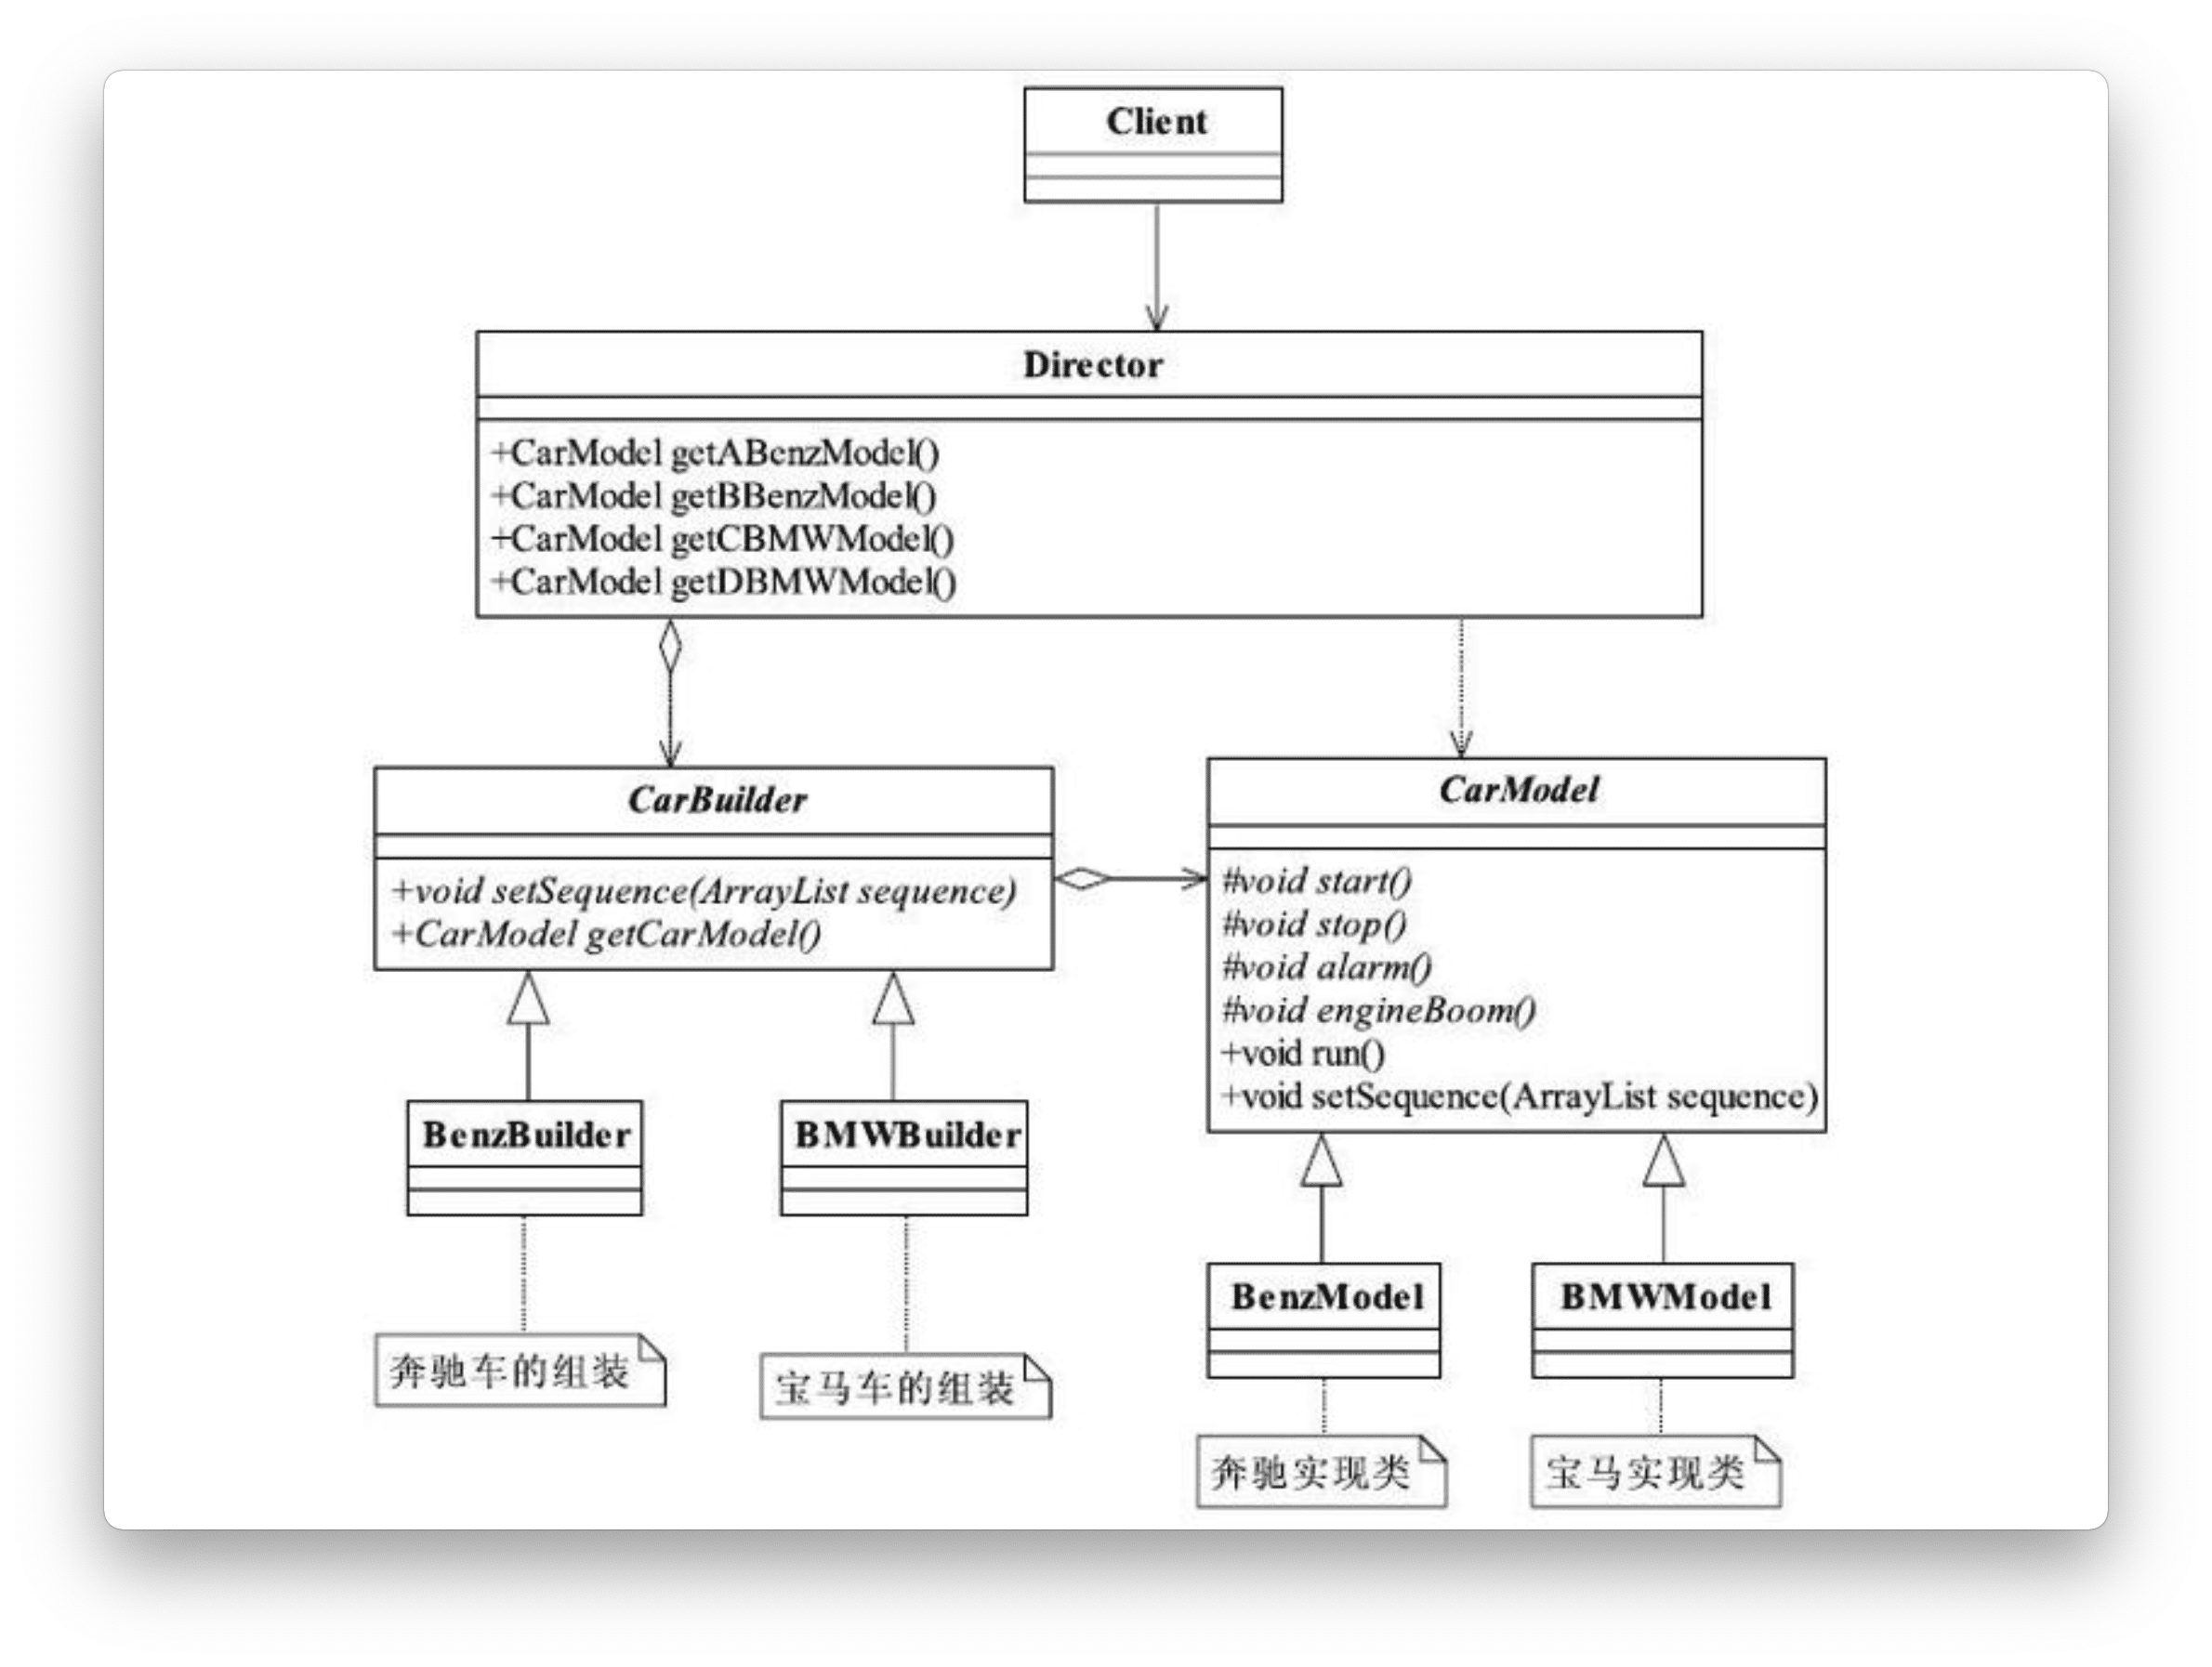 Client
Director
+CarModel getABenzModel()
+CarModel getBBenzModel()
+CarModel getCBMWModel()
+CarModel getDBMWModel()
CarBuilder
+void setSequence(ArrayList sequence)
+CarModel getCarModel()
CarModel
#void start()
#void stop()
#void alarm()
#void engineBoom()
+void run()
+void setSequence(ArrayList sequence)
BenzBuilder
BMWBuilder
BenzModel
BMWModel
奔驰车的组装
宝马车的组装
奔驰实现类
宝马实现类